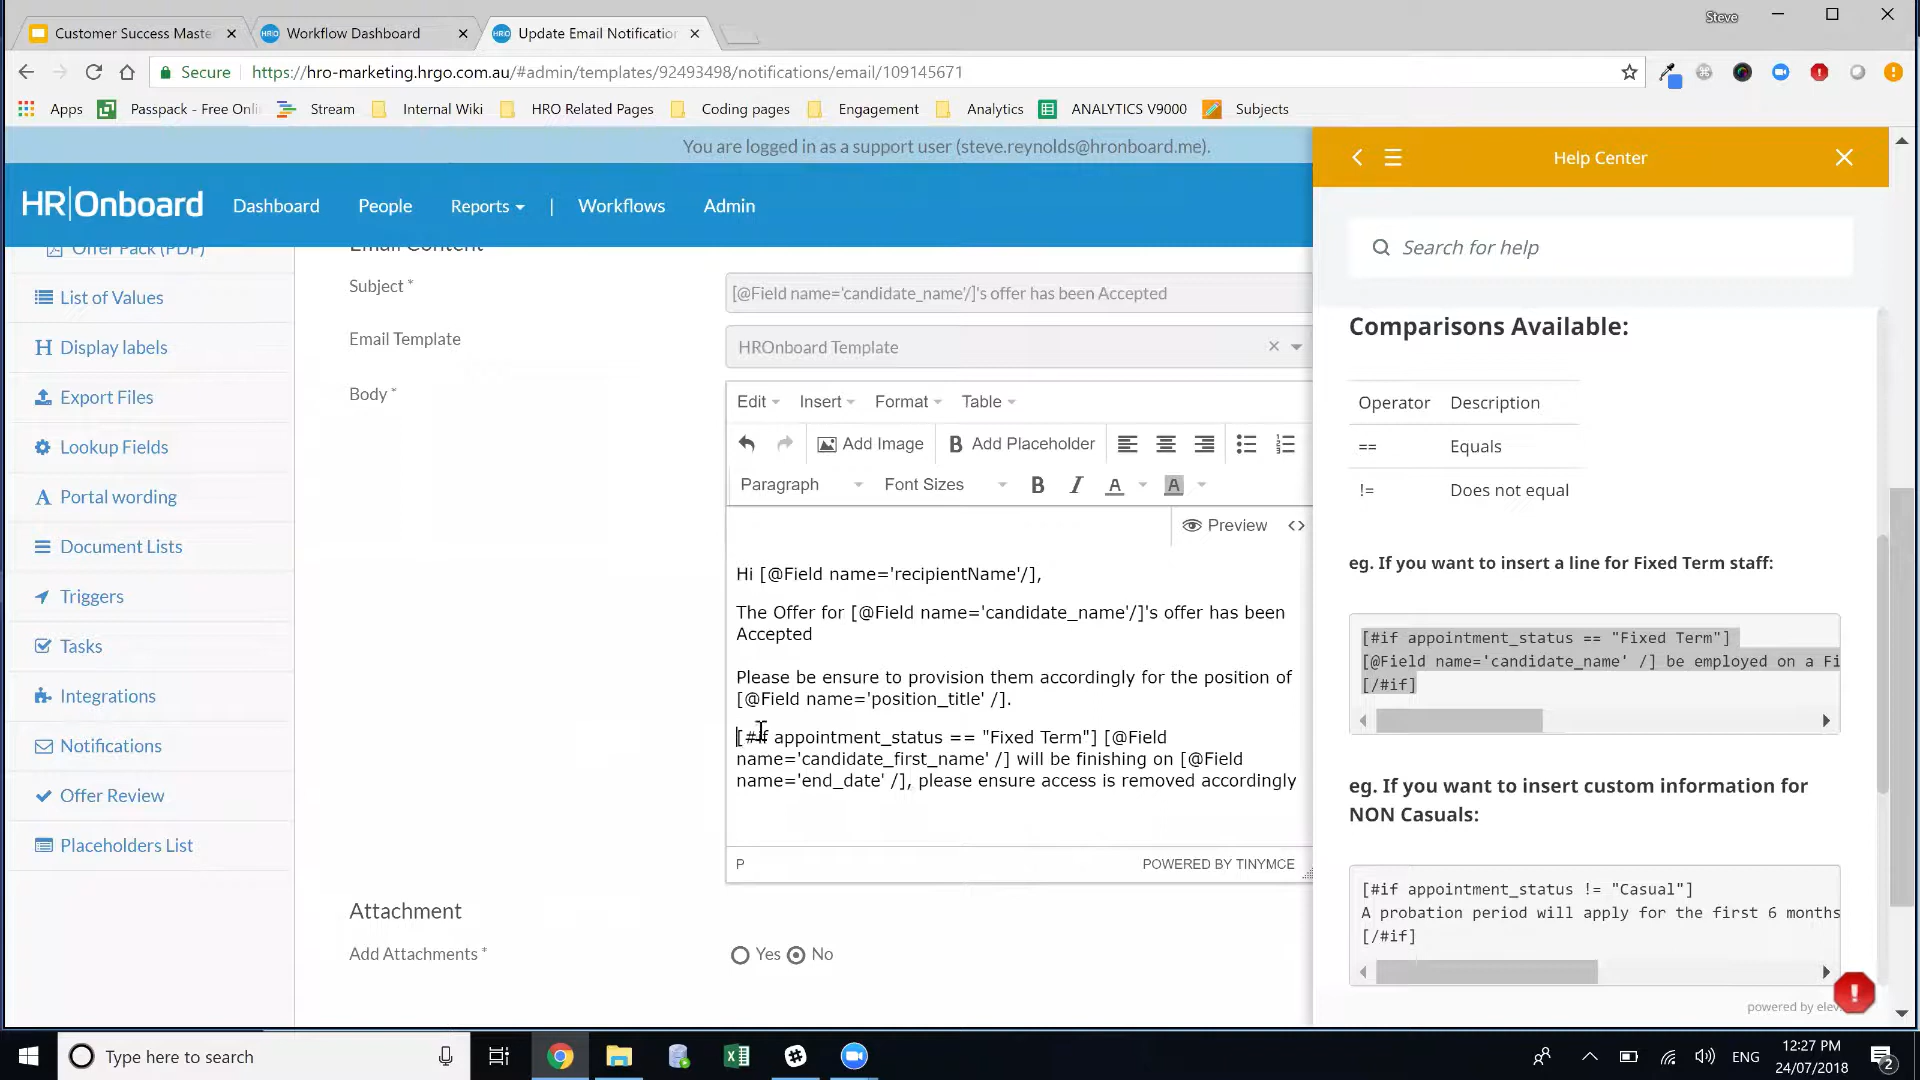 Steve
Customer Success Maste
Workflow Dashboard
Update Email Notification
Secure https://hro-marketing.hrgo.com.au/#admin/templates/92493498/notifications/email/109145671
Apps Passpack - Free Onli Stream Internal Wiki HRO Related Pages Coding pages Engagement Analytics ANALYTICS V9000 Subjects
You are logged in as a support user (steve.reynolds@hronboard.me).
HR|Onboard Dashboard People Reports | Workflows Admin
Offer Pack (PDF)
List of Values
Display labels
Export Files
Lookup Fields
Portal wording
Document Lists
Triggers
Tasks
Integrations
Notifications
Offer Review
Placeholders List
Email Content
Subject *
[@Field name='candidate_name'/]'s offer has been Accepted
Email Template
HROnboard Template
Body *
Edit Insert Format Table
Add Image B Add Placeholder
Paragraph Font Sizes B I A A
Preview <>
Hi [@Field name='recipientName'/],
The Offer for [@Field name='candidate_name'/]'s offer has been
Accepted
Please be ensure to provision them accordingly for the position of
[@Field name='position_title' /].
[#if appointment_status == "Fixed Term"] [@Field
name='candidate_first_name' /] will be finishing on [@Field
name='end_date' /], please ensure access is removed accordingly
P
POWERED BY TINYMCE
Attachment
Add Attachments *
Yes No
Help Center
Search for help
Comparisons Available:
Operator Description
== Equals
!= Does not equal
eg. If you want to insert a line for Fixed Term staff:
[#if appointment_status == "Fixed Term"]
[@Field name='candidate_name' /] be employed on a Fi
[/#if]
eg. If you want to insert custom information for
NON Casuals:
[#if appointment_status != "Casual"]
A probation period will apply for the first 6 months
[/#if]
powered by elev
Type here to search
ENG
12:27 PM
24/07/2018
2